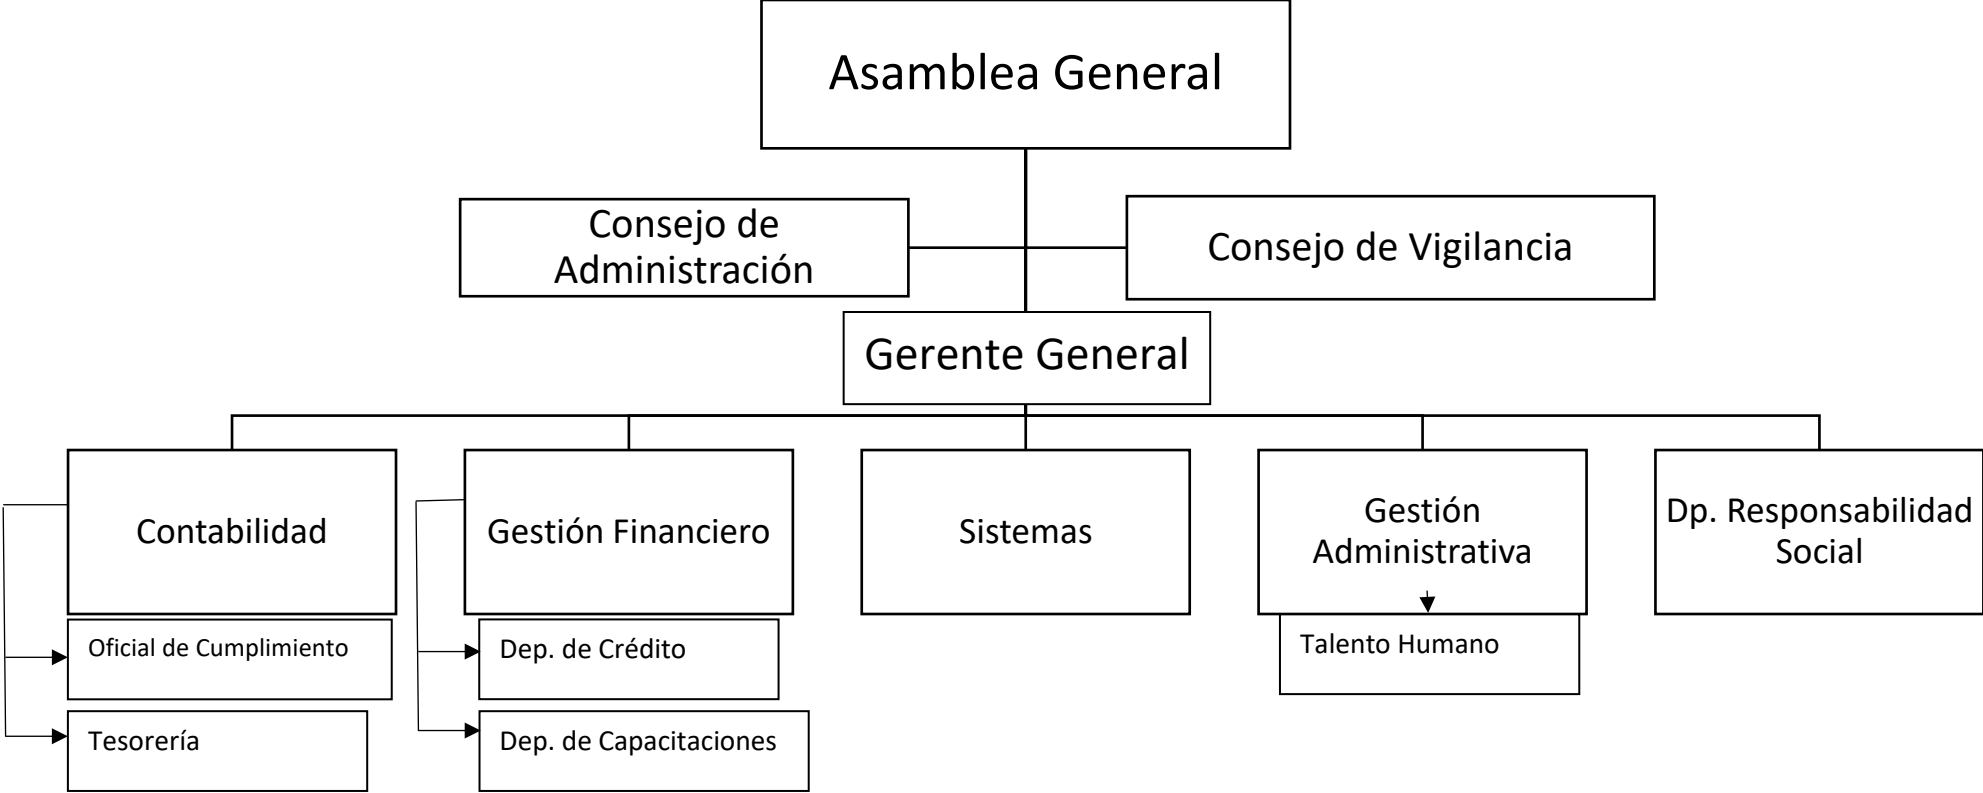 Asamblea General
Consejo de
Administración
Consejo de Vigilancia
Gerente General
Contabilidad
Gestión Financiero
Sistemas
Gestión
Administrativa
Dp. Responsabilidad
Social
Oficial de Cumplimiento
Dep. de Crédito
Talento Humano
Tesorería
Dep. de Capacitaciones